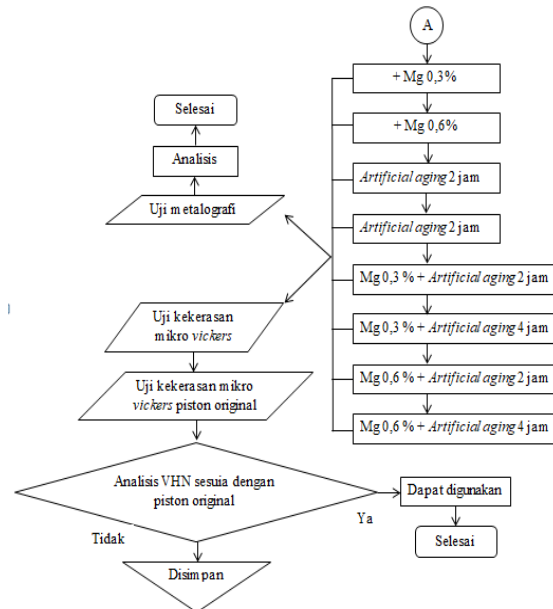 A
+ Mg 0,3%
+ Mg 0,6%
Artificial aging 2 jam
Artificial aging 2 jam
Mg 0,3 % + Artificial aging 2 jam
Mg 0,3 % + Artificial aging 4 jam
Mg 0,6 % + Artificial aging 2 jam
Mg 0,6 % + Artificial aging 4 jam
Selesai
Analisis
Uji metalografi
Uji kekerasan
mikro vickers
Uji kekerasan mikro
vickers piston original
Analisis VHN sesuia dengan
piston original
Ya
Dapat digunakan
Selesai
Tidak
Disimpan